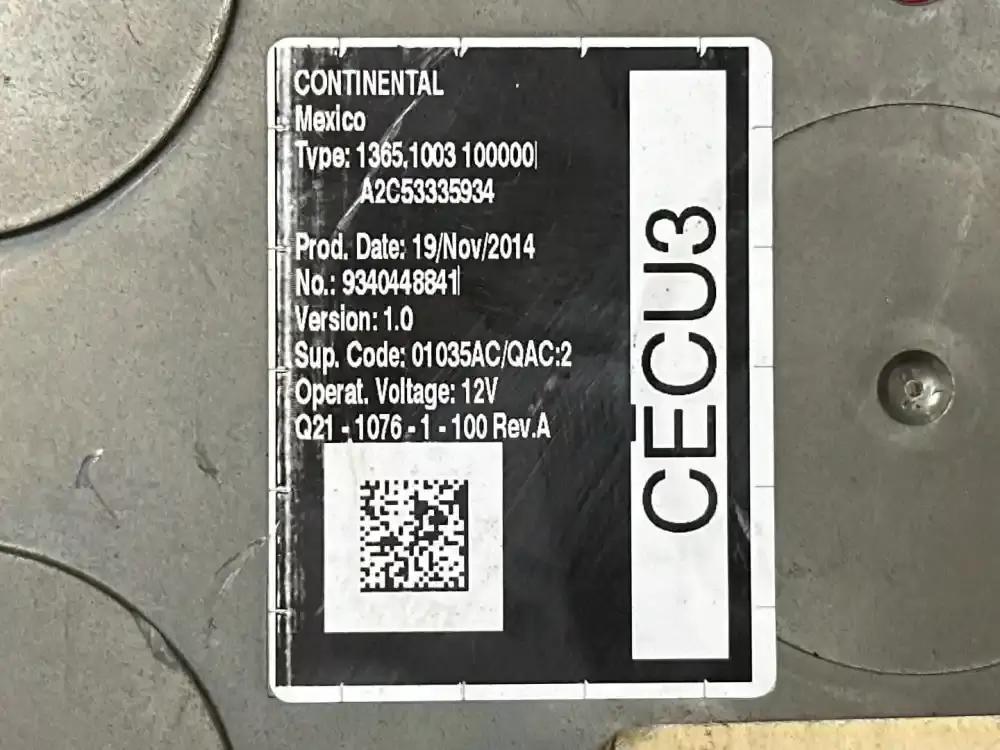 CONTINENTAL
Mexico
Type: 1365.1003 100000
A2C53335934
Prod. Date: 19/Nov/2014
No.: 9340448841
Version: 1.0
Sup. Code: 01035AC/QAC:2
Operat. Voltage: 12V
Q21 - 1076 - 1 - 100 Rev.A
CECU3